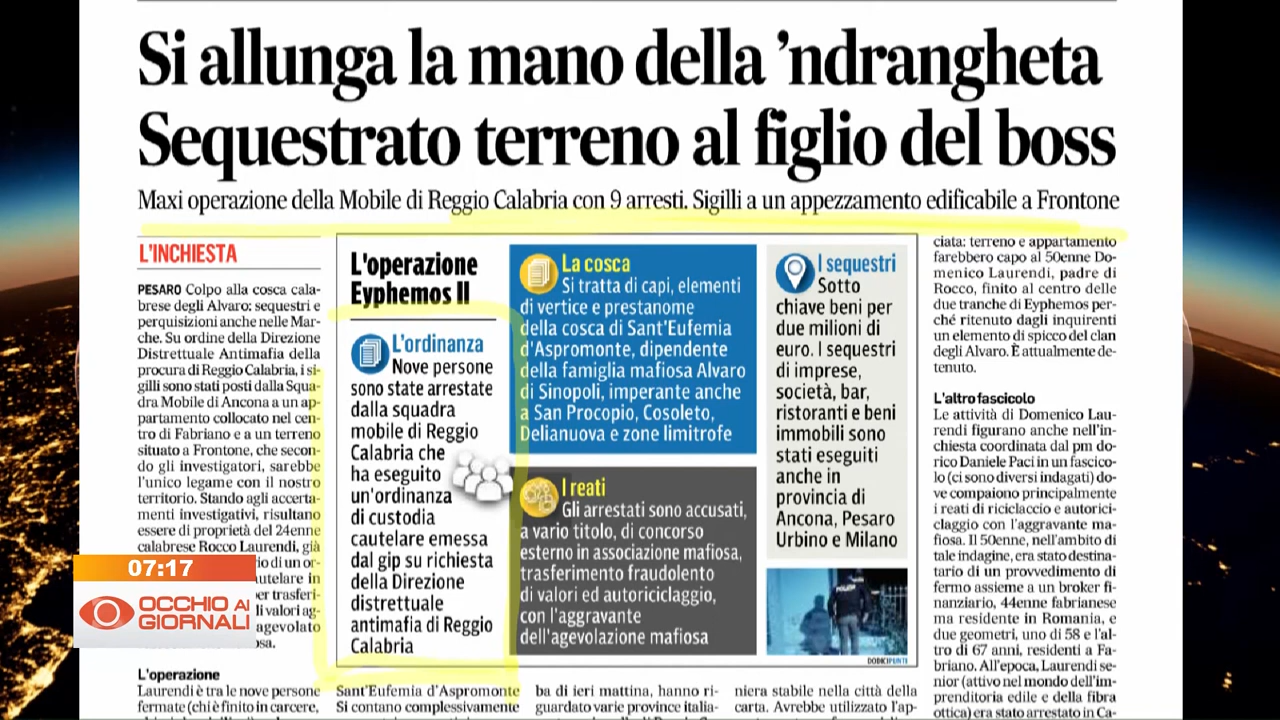 Si allunga la mano della 'ndrangheta
Sequestrato terreno al figlio del boss
Maxi operazione della Mobile di Reggio Calabria con 9 arresti. Sigilli a un appezzamento edificabile a Frontone
L'INCHIESTA
PESARO Colpo alla cosca cala-
brese degli Alvaro: sequestri e
perquisizioni anche nelle Mar-
che. Su ordine della Direzione
Distrettuale Antimafia della
procura di Reggio Calabria, i si-
gilli sono stati posti dalla Squa-
dra Mobile di Ancona a un ap-
partamento collocato nel cen-
tro di Fabriano e a un terreno
situato a Frontone, che secon-
do gli investigatori, sarebbe
l'unico legame con il nostro
territorio. Stando agli accerta-
menti investigativi, risultano
essere di proprietà del 24enne
calabrese Rocco Laurendi, già
io di un or-
autelare in
per trasferi-
li valori ag-
agevolato
osa.
L'operazione
Laurendi è tra le nove persone
fermate (chi è finito in carcere,
L'operazione
Eyphemos II
L'ordinanza
Nove persone
sono state arrestate
dalla squadra
mobile di Reggio
Calabria che
ha eseguito
un'ordinanza
di custodia
cautelare emessa
dal gip su richiesta
della Direzione
distrettuale
antimafia di Reggio
Calabria
La cosca
Si tratta di capi, elementi
di vertice e prestanome
della cosca di Sant'Eufemia
d'Aspromonte, dipendente
della famiglia mafiosa Alvaro
di Sinopoli, imperante anche
a San Procopio, Cosoleto,
Delianuova e zone limitrofe
I reati
Gli arrestati sono accusati,
a vario titolo, di concorso
esterno in associazione mafiosa,
trasferimento fraudolento
di valori ed autoriciclaggio,
con l'aggravante
dell'agevolazione mafiosa
I sequestri
Sotto
chiave beni per
due milioni di
euro. I sequestri
di imprese,
società, bar,
ristoranti e beni
immobili sono
stati eseguiti
anche in
provincia di
Ancona, Pesaro
Urbino e Milano
DODICIPUNTI
Sant'Eufemia d'Aspromonte
Si contano complessivamente
ba di ieri mattina, hanno ri-
guardato varie province italia-
niera stabile nella città della
carta. Avrebbe utilizzato l'ap-
ciata: terreno e appartamento
farebbero capo al 50enne Do-
menico Laurendi, padre di
Rocco, finito al centro delle
due tranche di Eyphemos per-
ché ritenuto dagli inquirenti
un elemento di spicco del clan
degli Alvaro. È attualmente de-
tenuto.
L'altro fascicolo
Le attività di Domenico Lau-
rendi figurano anche nell'in-
chiesta coordinata dal pm do-
rico Daniele Paci in un fascico-
lo (ci sono diversi indagati) do-
ve compaiono principalmente
i reati di riciclaggio e autorici-
claggio con l'aggravante ma-
fiosa. Il 50enne, nell'ambito di
tale indagine, era stato destina-
tario di un provvedimento di
fermo assieme a un broker fi-
nanziario, 44enne fabrianese
ma residente in Romania, e
due geometri, uno di 58 e l'al-
tro di 67 anni, residenti a Fa-
briano. All'epoca, Laurendi se-
nior (attivo nel mondo dell'im-
prenditoria edile e della fibra
ottica) era stato arrestato in Ca-
07:17
OCCHIO AI
GIORNALI